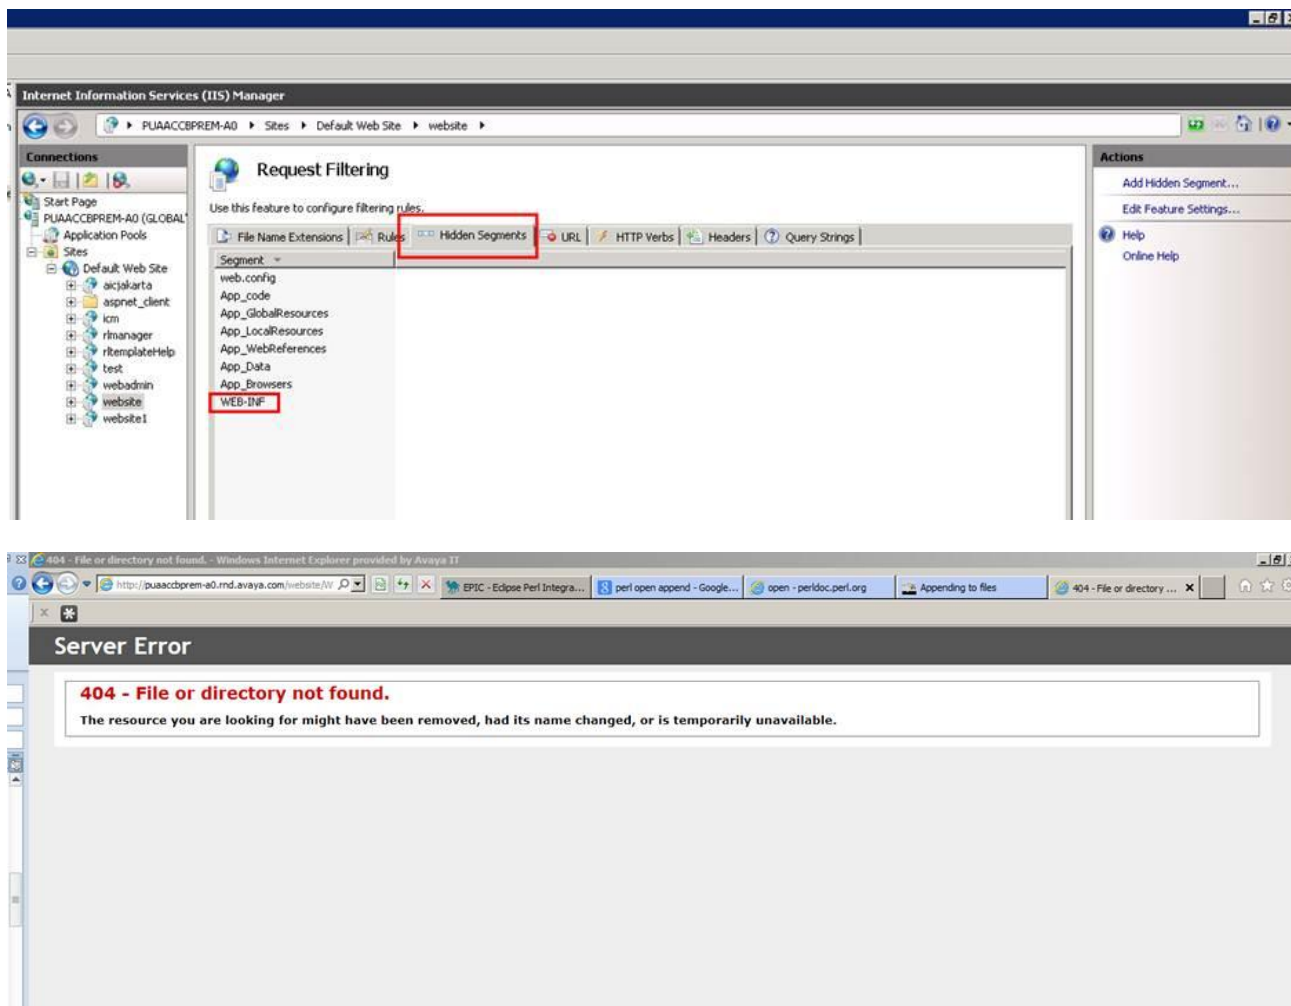 Internet Information Services (IIS) Manager
PUAACCBPREM-A0 Sites Default Web Site website
Connections
Start Page
PUAACCBPREM-A0 (GLOBAL
Application Pools
Sites
Default Web Site
aicjakarta
aspnet_client
icm
rlmanager
rltemplateHelp
test
webadmin
website
website1
Request Filtering
Use this feature to configure filtering rules.
File Name Extensions Rules Hidden Segments URL HTTP Verbs Headers Query Strings
Segment
web.config
App_code
App_GlobalResources
App_LocalResources
App_WebReferences
App_Data
App_Browsers
WEB-INF
Actions
Add Hidden Segment...
Edit Feature Settings...
Help
Online Help
404 - File or directory not found. - Windows Internet Explorer provided by Avaya IT
http://puaaccbprem-a0.rnd.avaya.com/website/W EPIC - Eclipse Perl Integra... perl open append - Google... open - perldoc.perl.org Appending to files 404 - File or directory ...
Server Error
404 - File or directory not found.
The resource you are looking for might have been removed, had its name changed, or is temporarily unavailable.